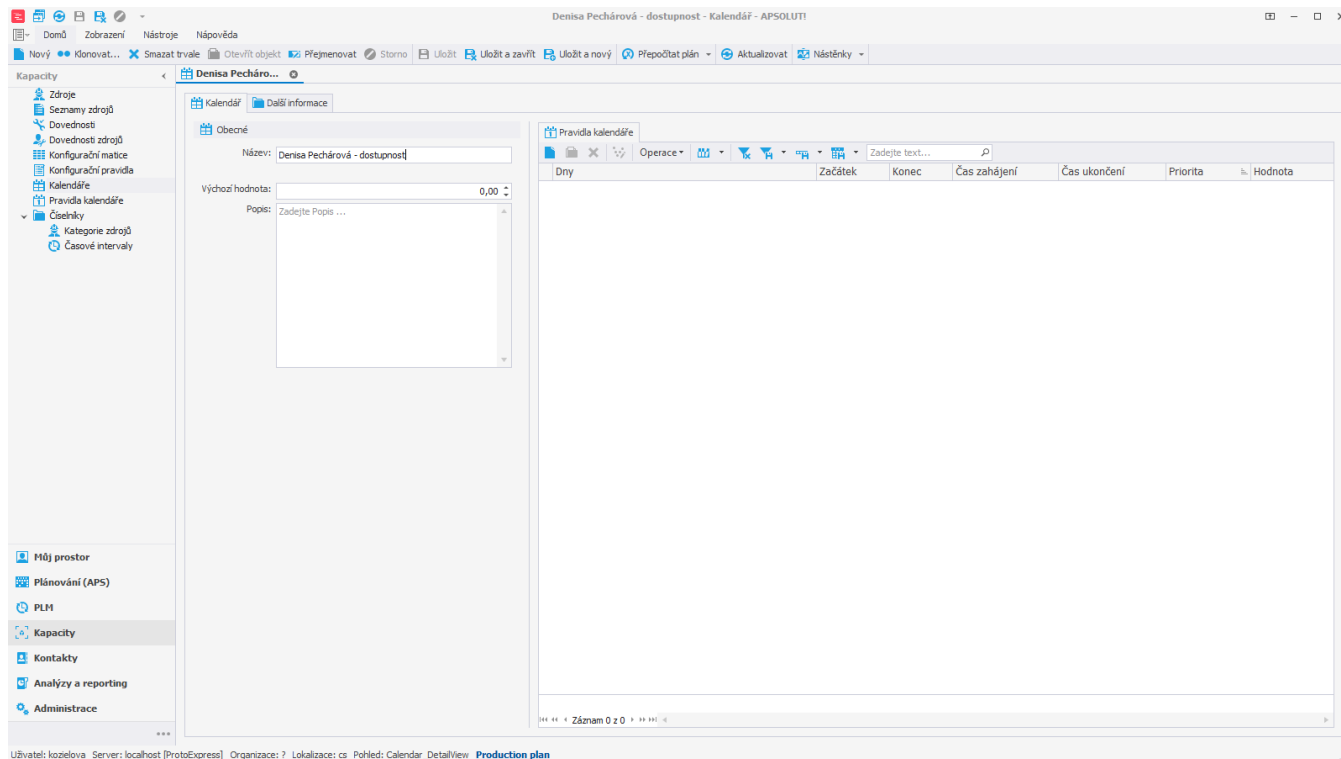 Denisa Pechárová - dostupnost - Kalendář - APSOLUT!
Domů Zobrazení Nástroje Nápověda
Nový Klonovat... Smazat trvale Otevřít objekt Přejmenovat Storno Uložit Uložit a zavřít Uložit a nový Přepočítat plán Aktualizovat Nástěnky
Kapacity
Denisa Pecháro...
Zdroje
Seznamy zdrojů
Dovednosti
Dovednosti zdrojů
Konfigurační matice
Konfigurační pravidla
Kalendáře
Pravidla kalendáře
Číselníky
Kategorie zdrojů
Časové intervaly
Můj prostor
Plánování (APS)
PLM
Kapacity
Kontakty
Analýzy a reporting
Administrace
Kalendář Další informace
Obecné
Název: Denisa Pechárová - dostupnost
Výchozí hodnota: 0,00
Popis: Zadejte Popis ...
Pravidla kalendáře
Operace Zadejte text...
Dny Začátek Konec Čas zahájení Čas ukončení Priorita Hodnota
Záznam 0 z 0
Uživatel: kozielova Server: localhost [ProtoExpress] Organizace: ? Lokalizace: cs Pohled: Calendar_DetailView Production plan